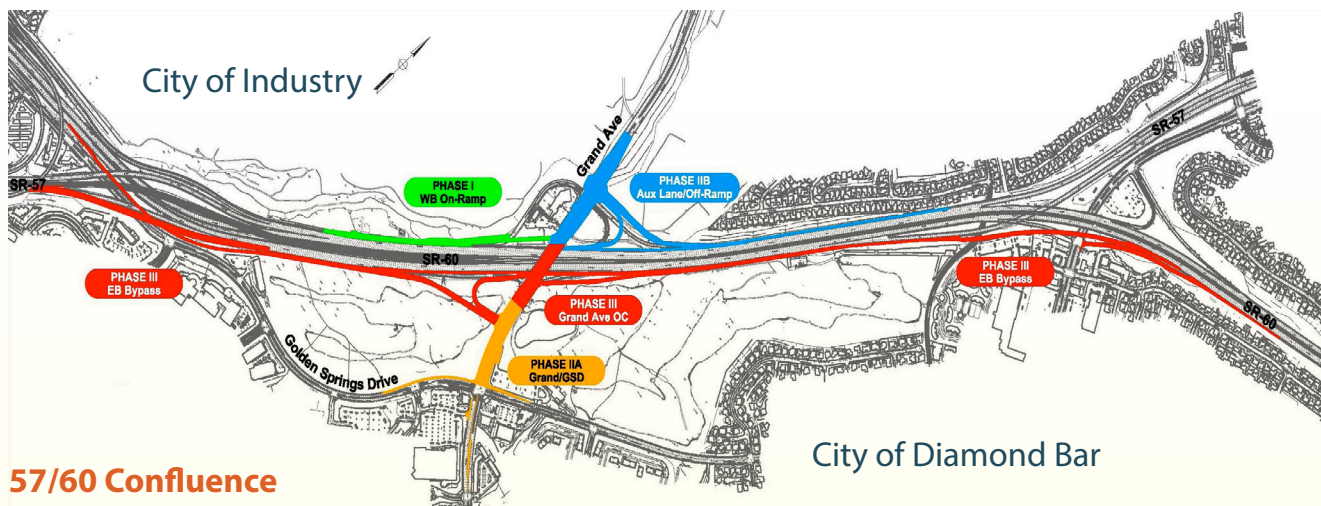 City of Industry
Grand Ave
SR-57
PHASE I
WB On-Ramp
PHASE IIB
Aux Lane/Off-Ramp
SR-57
SR-60
PHASE III
EB Bypass
PHASE III
EB Bypass
PHASE III
Grand Ave OC
SR-60
Golden Springs Drive
PHASE IIA
Grand/GSD
City of Diamond Bar
57/60 Confluence